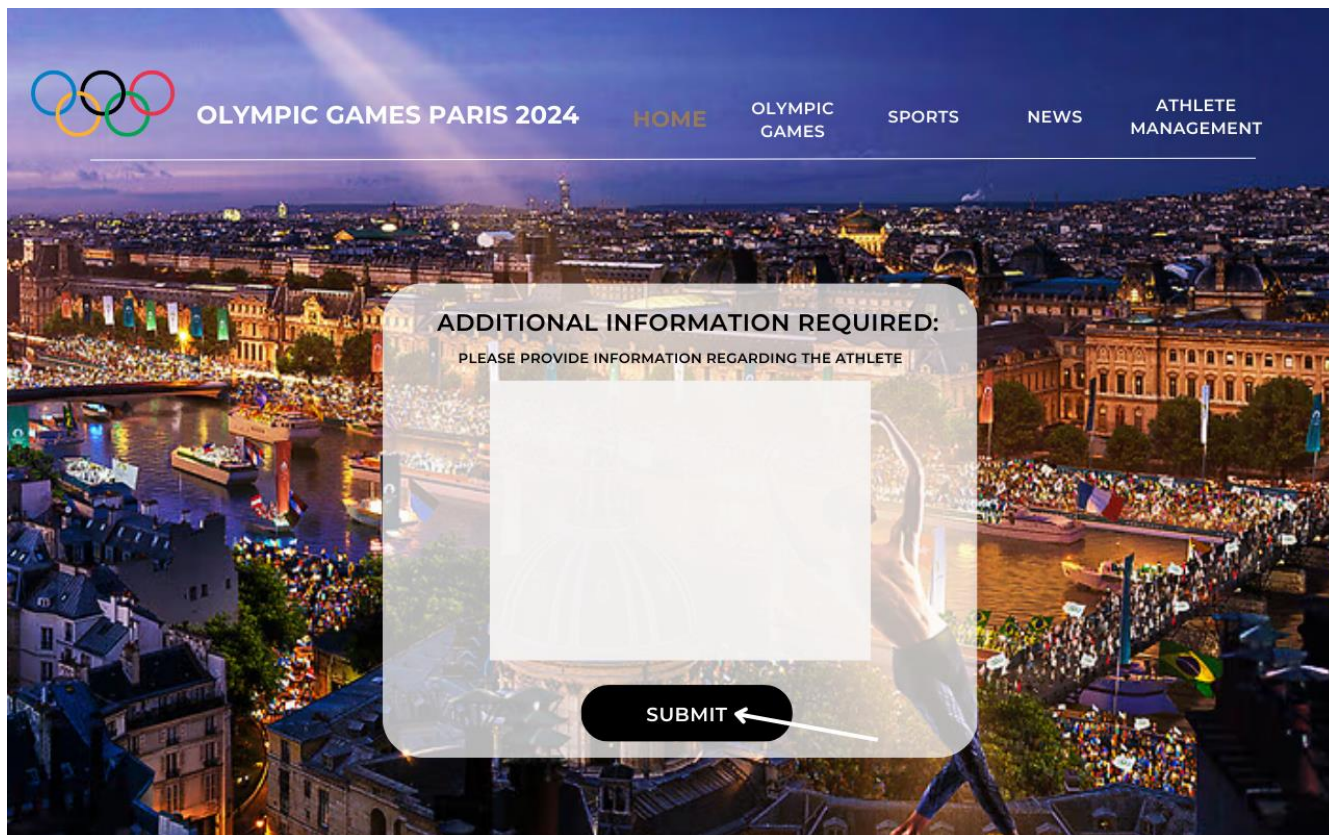 OLYMPIC GAMES PARIS 2024
HOME
OLYMPIC
GAMES
SPORTS
NEWS
ATHLETE
MANAGEMENT
ADDITIONAL INFORMATION REQUIRED:
PLEASE PROVIDE INFORMATION REGARDING THE ATHLETE
SUBMIT